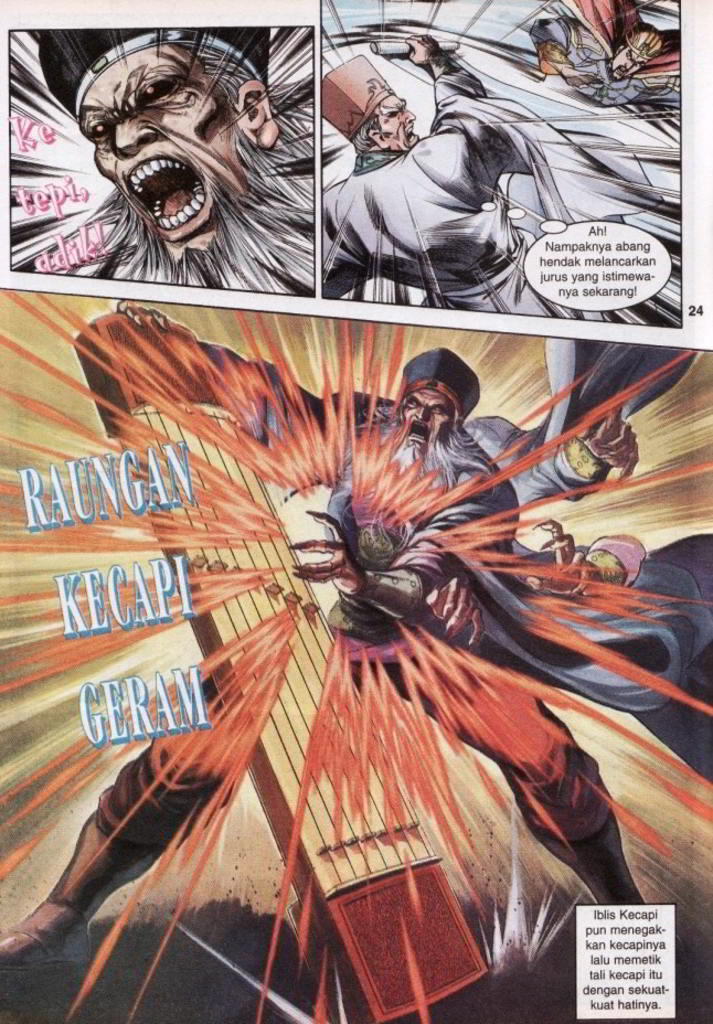 Ke
tepi,
adik!
Ah!
Nampaknya abang
hendak melancarkan
jurus yang istimewa-
nya sekarang!
24
RAUNGAN
KECAPI
GERAM
Iblis Kecapi
pun menegak-
kan kecapinya
lalu memetik
tali kecapi itu
dengan sekuat-
kuat hatinya.